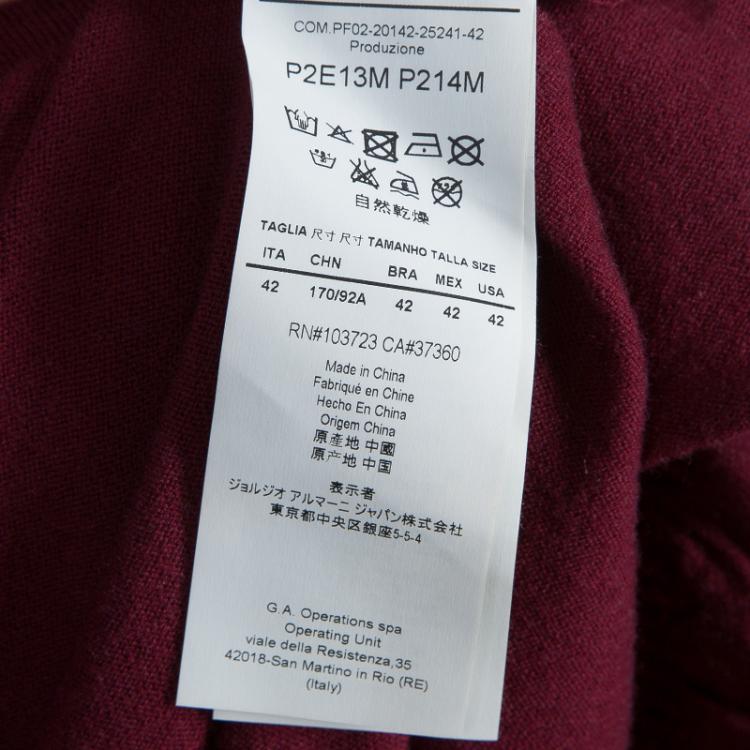 COM.PF02-20142-25241-42
Produzione
P2E13M P214M
自然乾燥
TAGLIA 尺寸 尺寸 TAMANHO TALLA SIZE
ITA CHN BRA MEX USA
42 170/92A 42 42 42
RN#103723 CA#37360
Made in China
Fabriqué en Chine
Hecho En China
Origem China
原產地 中國
原产地 中国
表示者
ジョルジオ アルマーニ ジャパン株式会社
東京都中央区銀座5-5-4
G.A. Operations spa
Operating Unit
viale della Resistenza,35
42018-San Martino in Rio (RE)
(Italy)